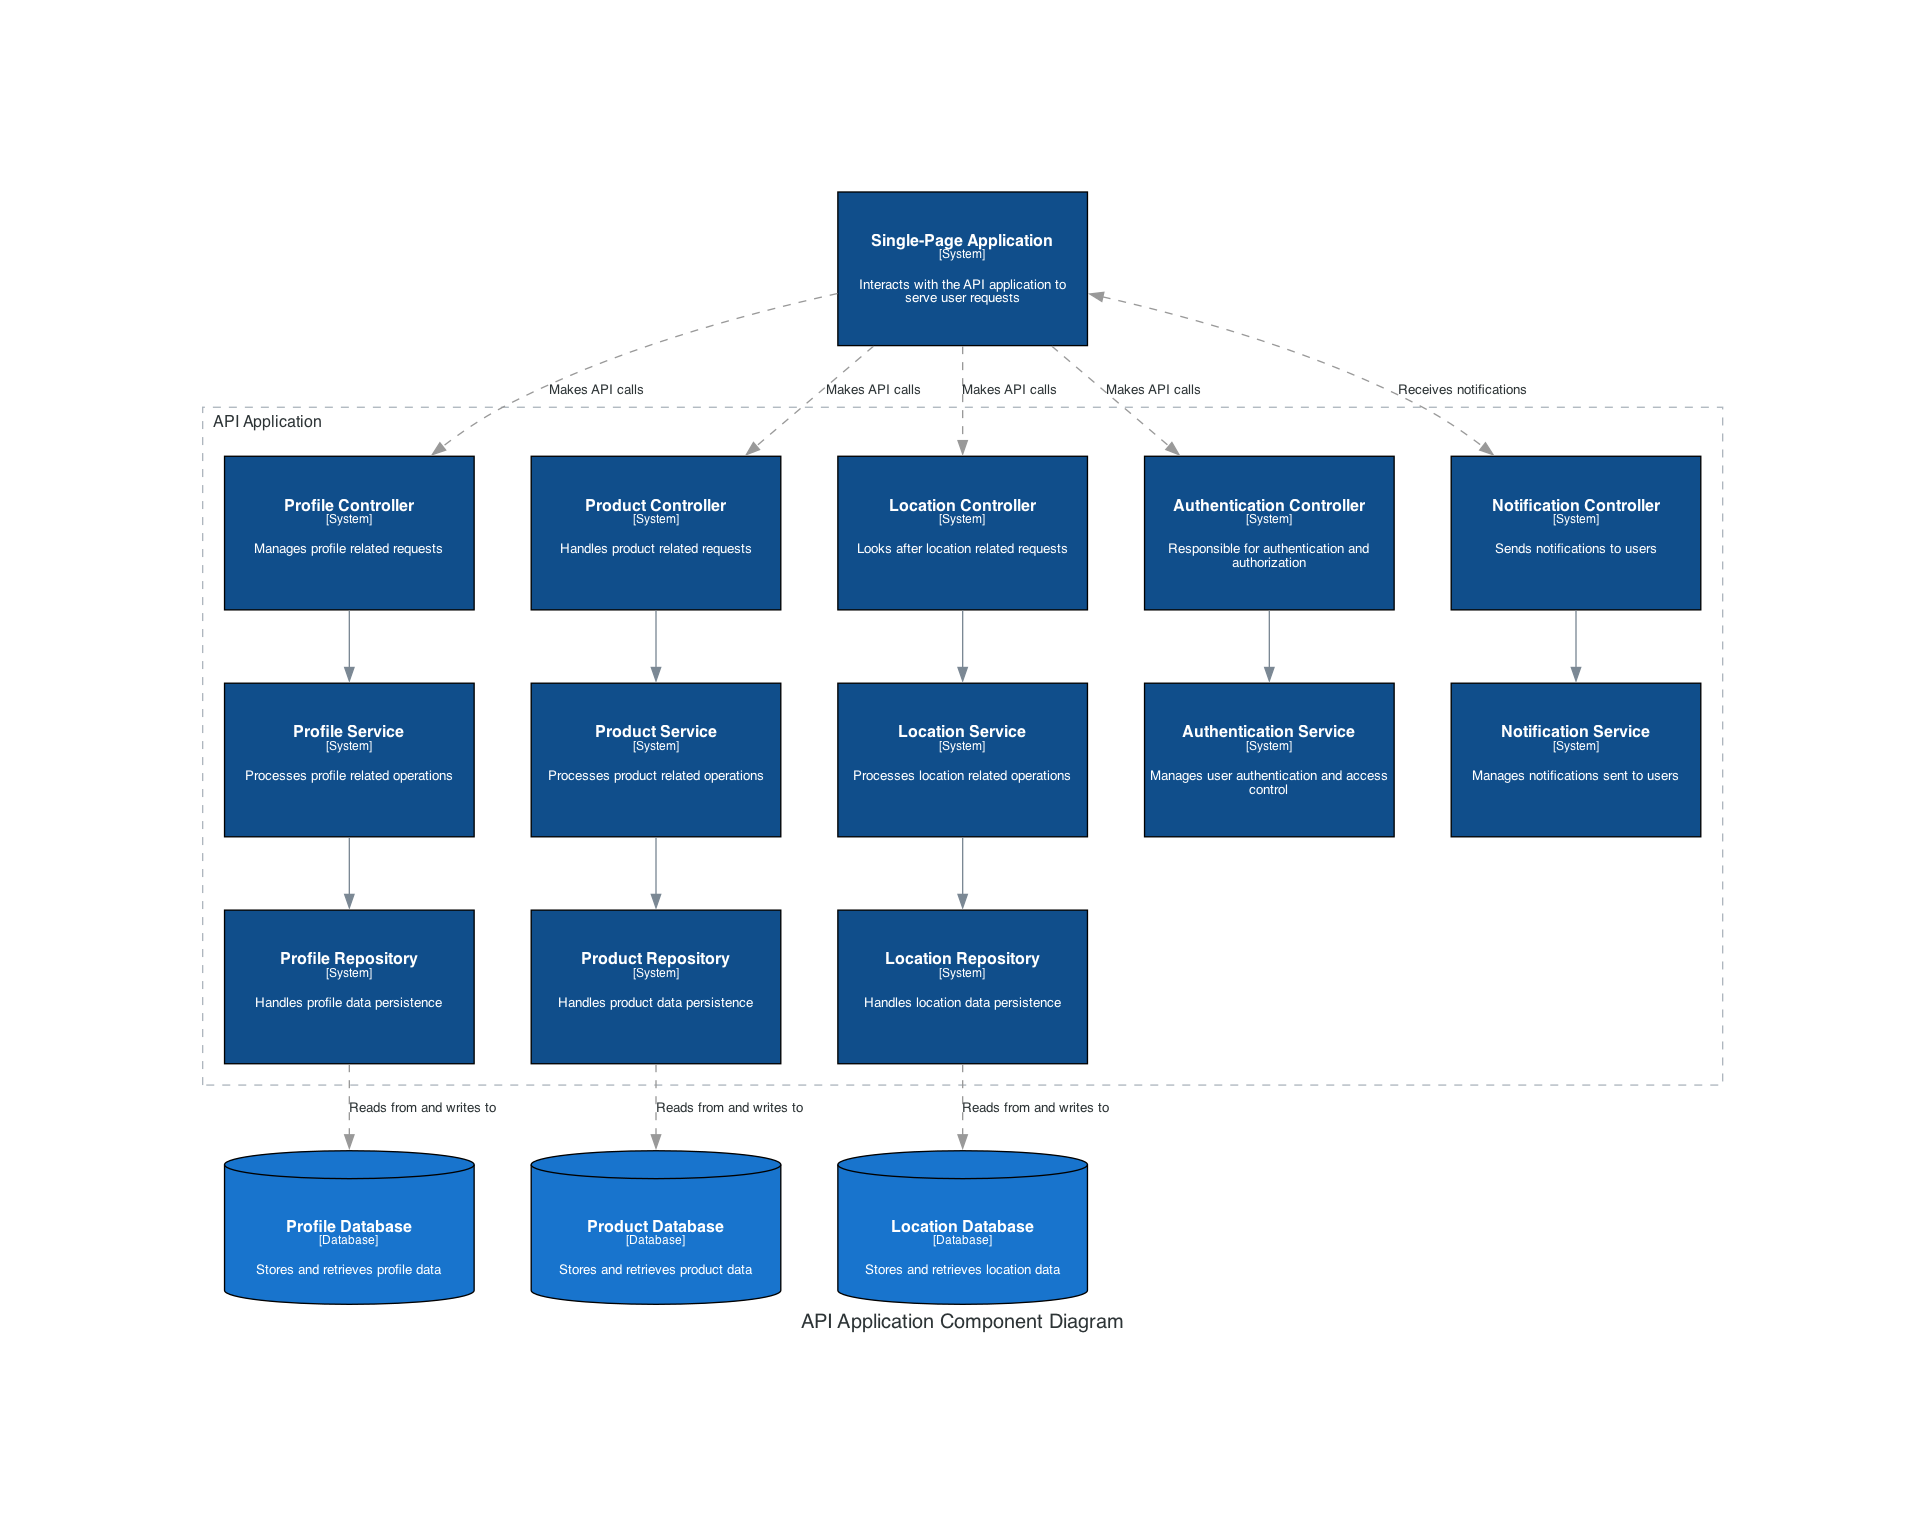 Single-Page Application
[System]
Interacts with the API application to
serve user requests
Makes API calls
Makes API calls
Makes API calls
Makes API calls
Receives notifications
API Application
Profile Controller
[System]
Manages profile related requests
Product Controller
[System]
Handles product related requests
Location Controller
[System]
Looks after location related requests
Authentication Controller
[System]
Responsible for authentication and
authorization
Notification Controller
[System]
Sends notifications to users
Profile Service
[System]
Processes profile related operations
Product Service
[System]
Processes product related operations
Location Service
[System]
Processes location related operations
Authentication Service
[System]
Manages user authentication and access
control
Notification Service
[System]
Manages notifications sent to users
Profile Repository
[System]
Handles profile data persistence
Product Repository
[System]
Handles product data persistence
Location Repository
[System]
Handles location data persistence
Reads from and writes to
Reads from and writes to
Reads from and writes to
Profile Database
[Database]
Stores and retrieves profile data
Product Database
[Database]
Stores and retrieves product data
Location Database
[Database]
Stores and retrieves location data
API Application Component Diagram